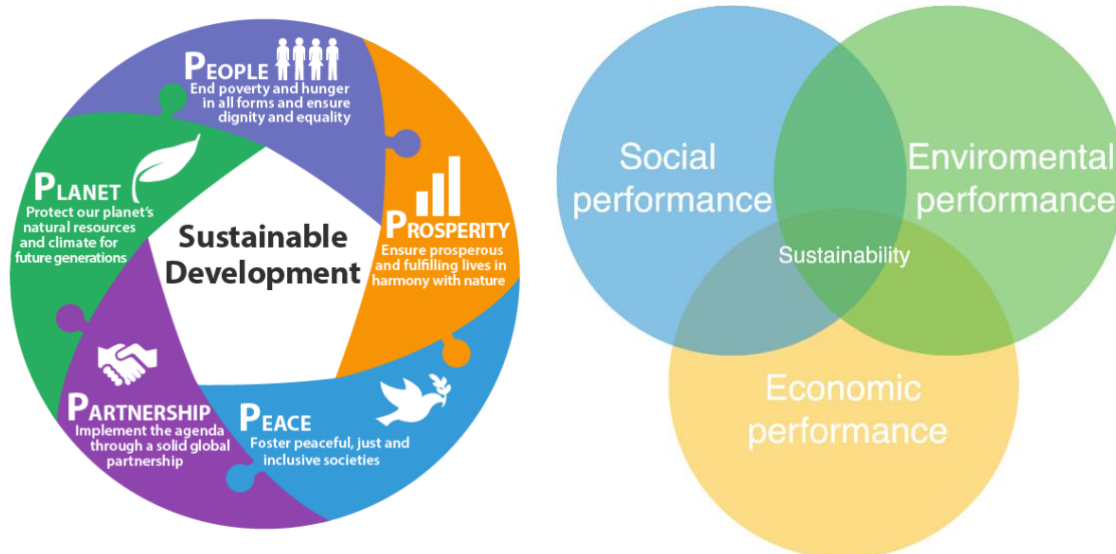 PEOPLE
End poverty and hunger
in all forms and ensure
dignity and equality
PROSPERITY
Ensure prosperous
and fulfilling lives in
harmony with nature
PEACE
Foster peaceful, just and
inclusive societies
PARTNERSHIP
Implement the agenda
through a solid global
partnership
PLANET
Protect our planet's
natural resources
and climate for
future generations
Sustainable
Development
Social
performance
Enviromental
performance
Sustainability
Economic
performance